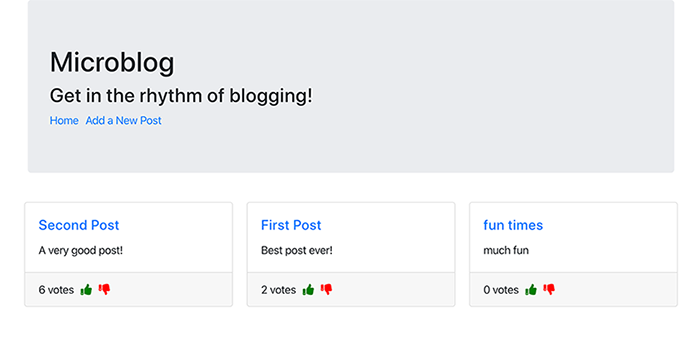 Microblog
Get in the rhythm of blogging!
Home Add a New Post
Second Post
A very good post!
6 votes
First Post
Best post ever!
2 votes
fun times
much fun
0 votes